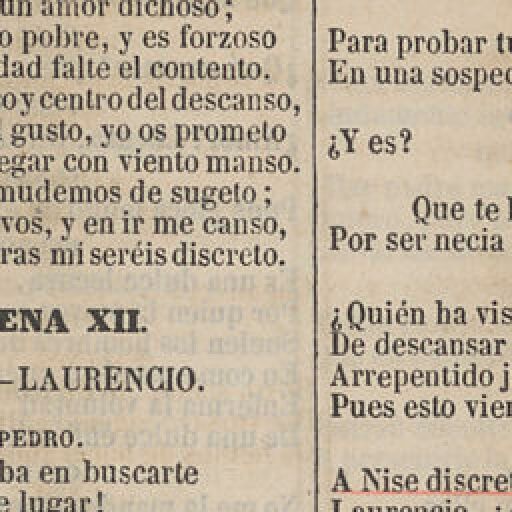 un amor dichoso;
o pobre, y es forzoso
dad falte el contento.
co y centro del descanso,
l gusto, yo os prometo
egar con viento manso.
mudemos de sugeto;
vos, y en ir me canso,
ras mi seréis discreto.
ENA XII.
—LAURENCIO.
PEDRO.
ba en buscarte
e lugar!
Para probar tu
En una sospec
¿Y es?
Que te
Por ser necia
¿Quién ha vis
De descansar
Arrepentido j
Pues esto vien
A Nise discret
Laurencio